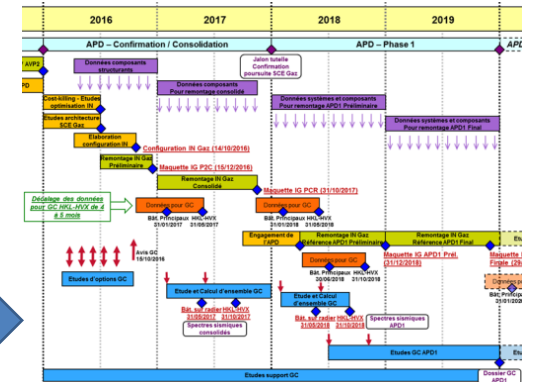 2016
2017
2018
2019
APD – Confirmation / Consolidation
APD – Phase 1
AVP2
Données composants
structurants
Jalon tutelle
Confirmation
poursuite SCE Gaz
Données composants
Pour remontage consolidé
Données systèmes et composants
Pour remontage APD1 Préliminaire
Données systèmes et composants
Pour remontage APD1 Final
Cost-killing - Etudes
optimisation IN
Etudes architecture
SCE Gaz
Elaboration
configuration IN
Configuration IN Gaz (14/10/2016)
Remontage IN Gaz
Préliminaire
Maquette IG P2C (15/12/2016)
Remontage IN Gaz
Consolidé
Maquette IG PCR (31/10/2017)
Décalage des données
pour GC HKL-HVX de 4
à 5 mois
Données pour GC
Bât. Principaux
31/01/2017
HKL-HVX
31/05/2017
Données pour GC
Bât. Principaux
31/01/2018
HKL-HVX
31/05/2018
Engagement de
l'APD
Remontage IN Gaz
Référence APD1 Préliminaire
Remontage IN Gaz
Référence APD1 Final
Avis GC
15/10/2016
Données pour GC
Bât. Principaux
30/06/2018
HKL-HVX
31/10/2018
Maquette IG APD1 Prél.
(31/12/2018)
Maquette
Finale (29
Etudes d'options GC
Etude et Calcul d'ensemble GC
Bât. sur radier
31/05/2017
HKL-HVX
31/10/2017
Spectres sismiques
consolidés
Etude et Calcul
d'ensemble GC
Bât. sur radier
31/05/2018
HKL-HVX
31/10/2018
Spectres sismiques
APD1
Etudes GC APD1
Etudes support GC
Dossier GC
APD1